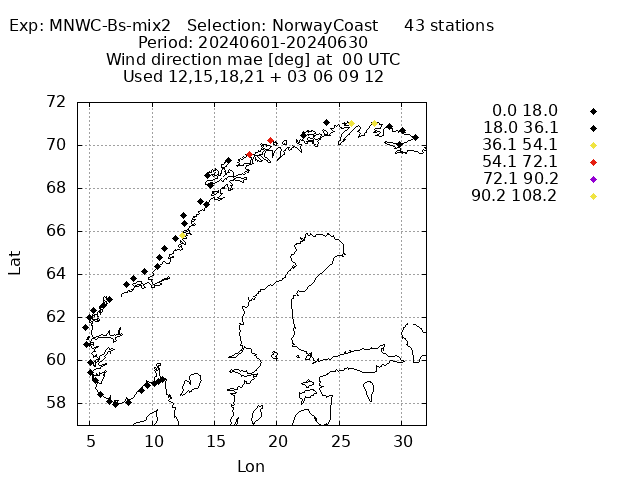 Exp: MNWC-Bs-mix2 Selection: NorwayCoast 43 stations
Period: 20240601-20240630
Wind direction mae [deg] at 00 UTC
Used 12,15,18,21 + 03 06 09 12
72
70
68
66
64
62
60
58
5 10 15 20 25 30
Lat
Lon
0.0 18.0
18.0 36.1
36.1 54.1
54.1 72.1
72.1 90.2
90.2 108.2